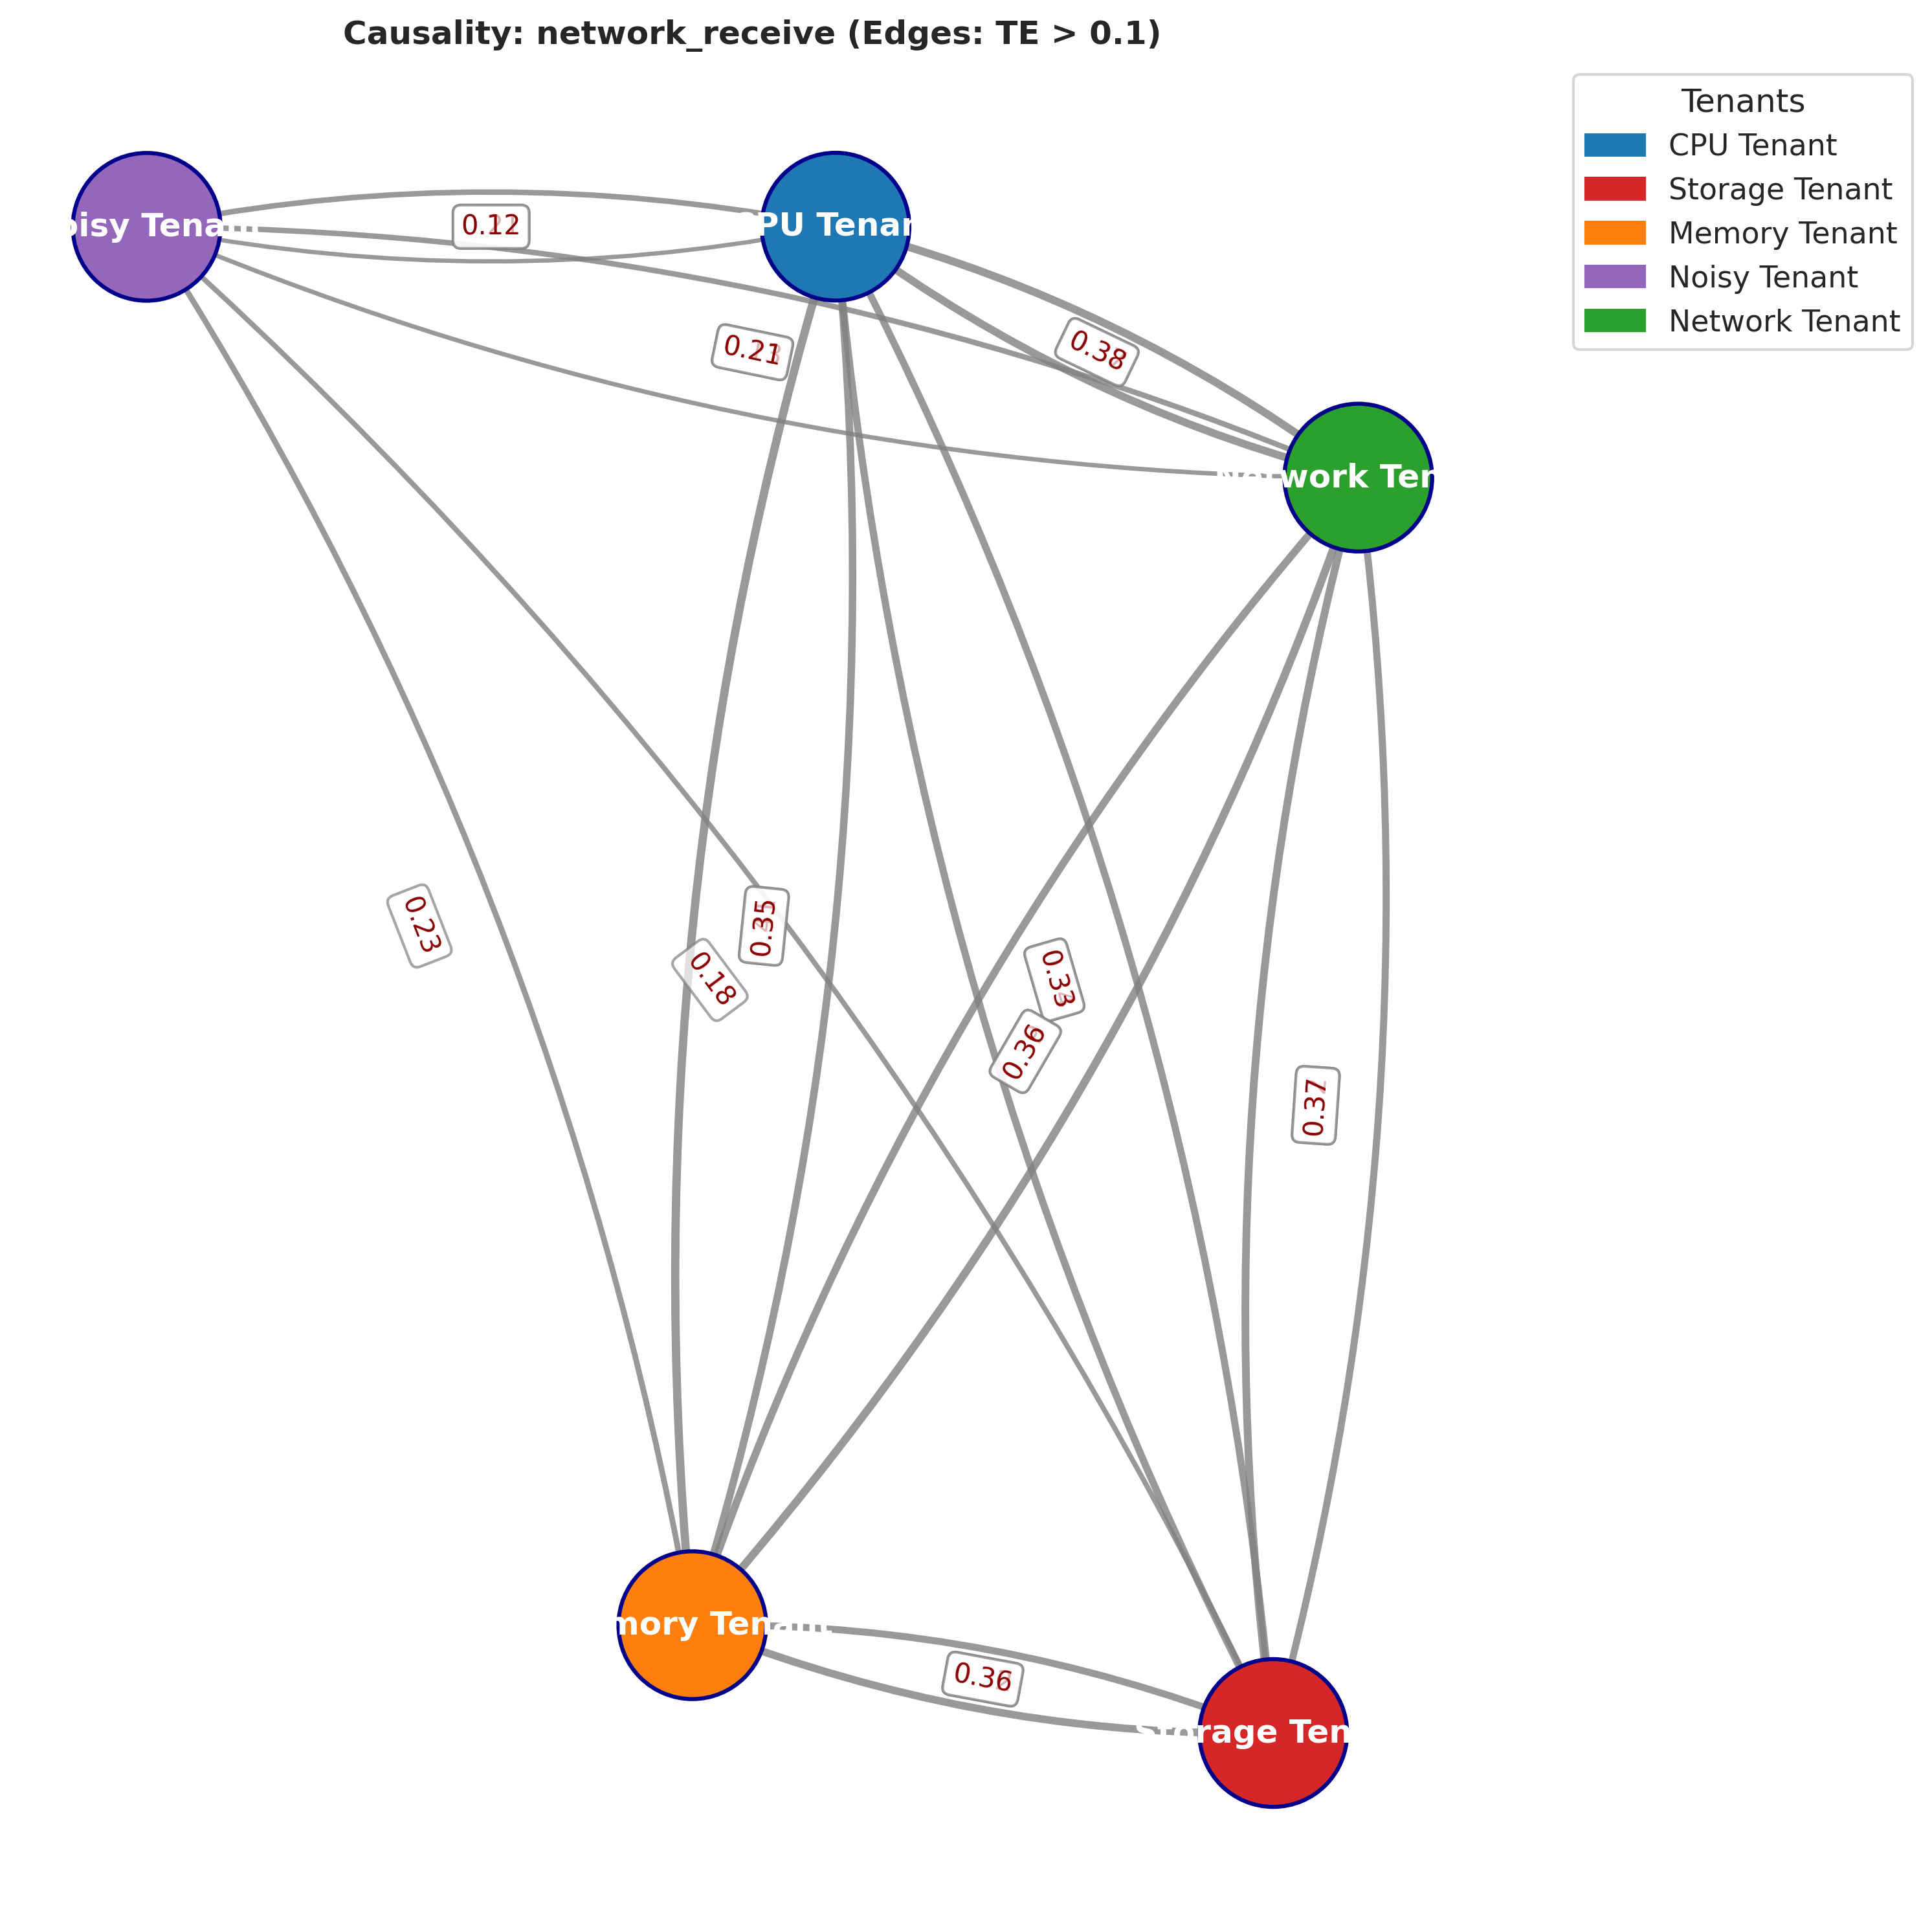 Causality: network_receive (Edges: TE > 0.1)
Tenants
CPU Tenant
Storage Tenant
Memory Tenant
Noisy Tenant
Network Tenant
oisy Tena
0.12
PU Tenan
0.21
0.38
work Ten
0.23
0.35
0.18
0.33
0.36
0.37
mory Ten
0.36
rage Ten